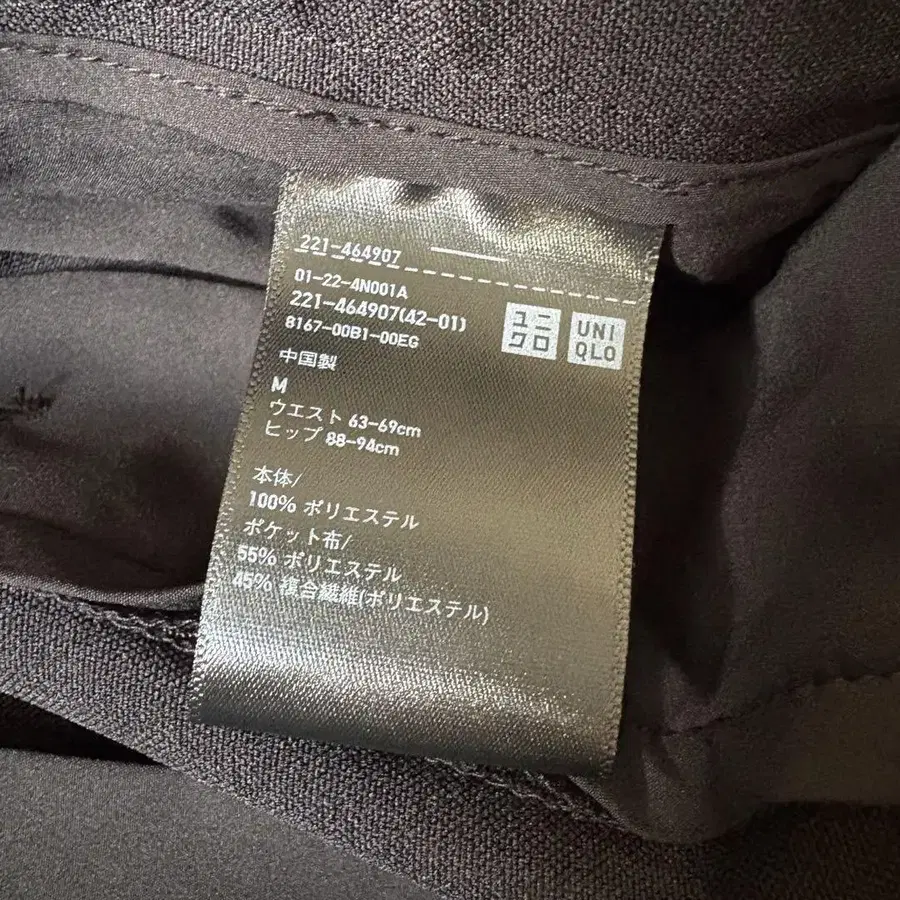 221-464907
01-22-4N001A
221-464907(42-01)
8167-00B1-00EG
ユニ
クロ
UNI
QLO
中国製
M
ウエスト 63-69cm
ヒップ 88-94cm
本体/
100% ポリエステル
ポケット布/
55% ポリエステル
45% 複合繊維(ポリエステル)